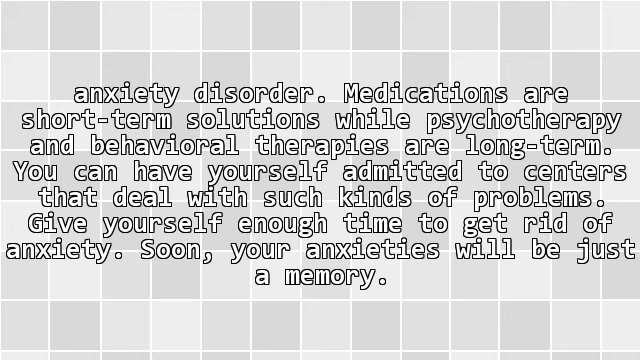 anxiety disorder. Medications are
short-term solutions while psychotherapy
and behavioral therapies are long-term.
You can have yourself admitted to centers
that deal with such kinds of problems.
Give yourself enough time to get rid of
anxiety. Soon, your anxieties will be just
a memory.